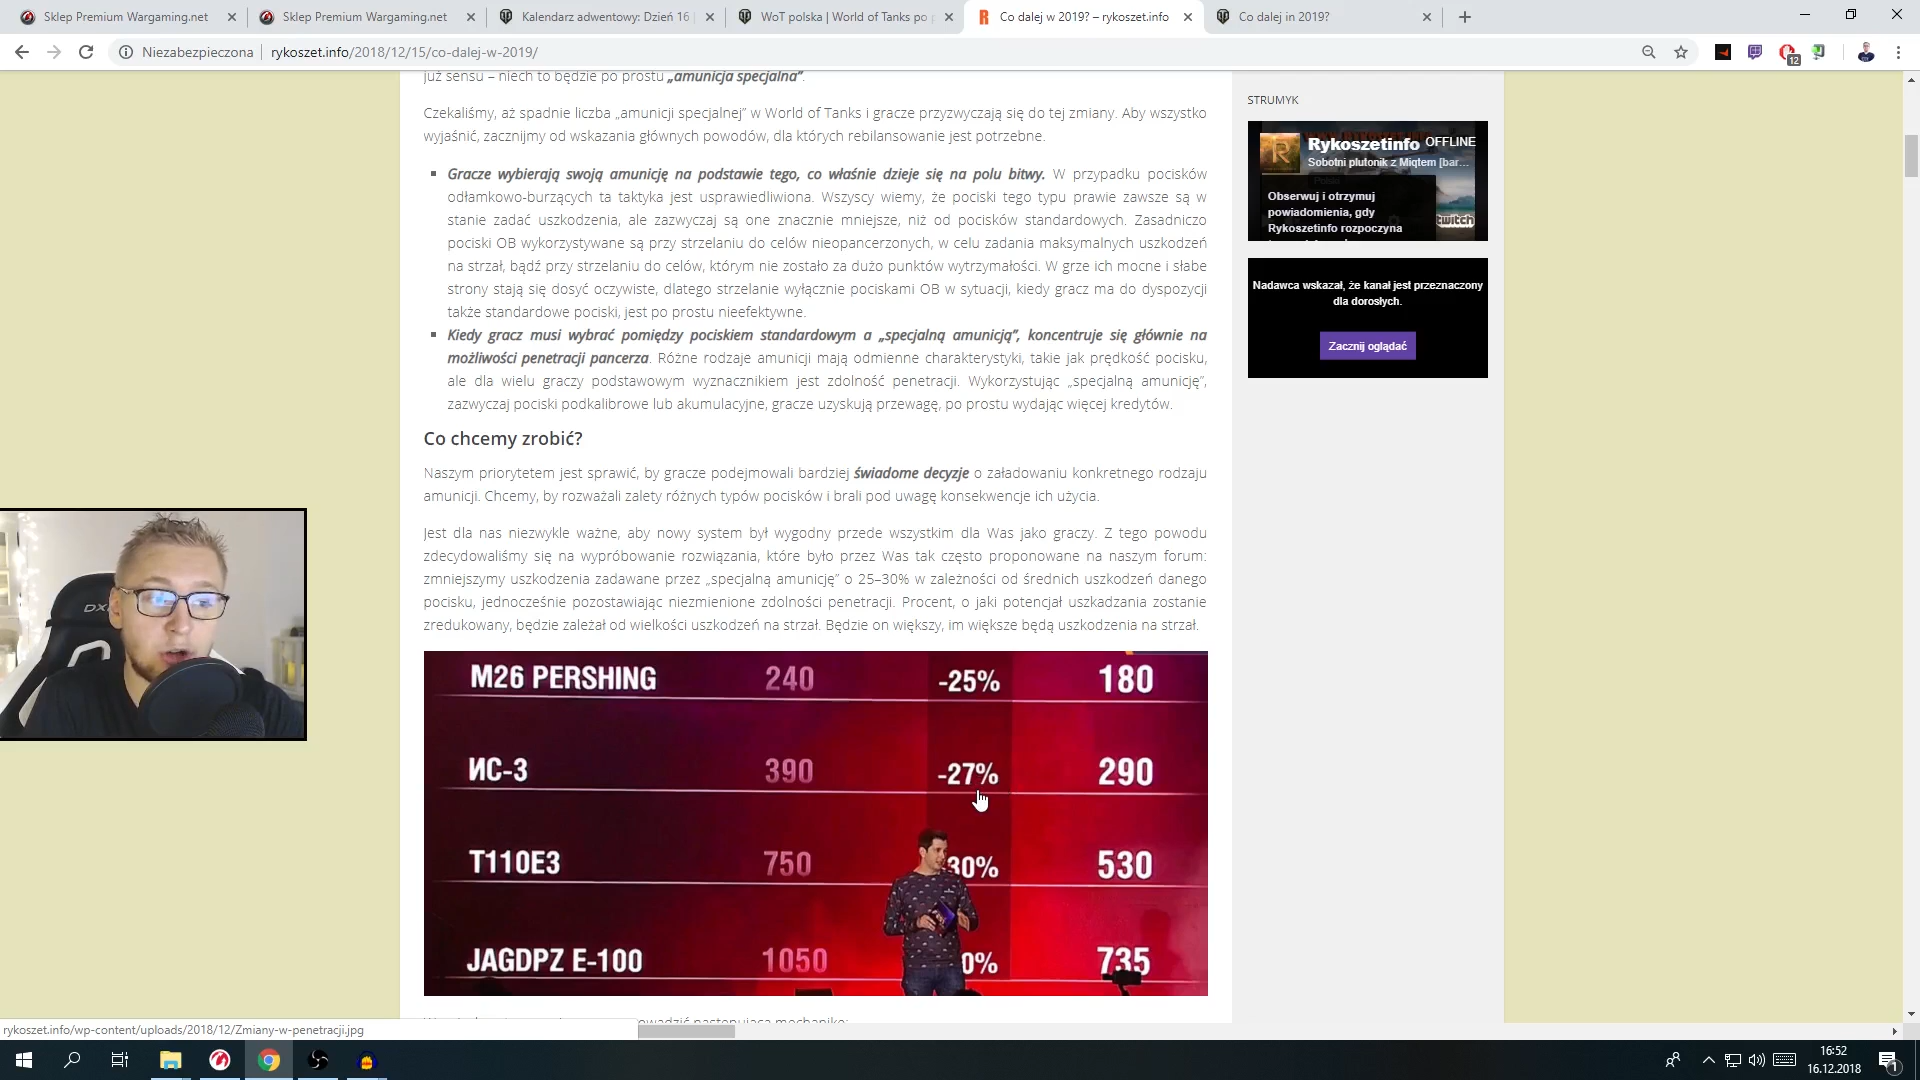 Sklep Premium Wargaming.net
Sklep Premium Wargaming.net
Kalendarz adwentowy: Dzień 16
WoT polska | World of Tanks po
Co dalej w 2019? – rykoszet.info
Co dalej in 2019?
Niezabezpieczona
rykoszet.info/2018/12/15/co-dalej-w-2019/
12
już sensu – niech to będzie po prostu „amunicja specjalna”.
Czekaliśmy, aż spadnie liczba „amunicji specjalnej” w World of Tanks i gracze przyzwyczają się do tej zmiany. Aby wszystko
wyjaśnić, zacznijmy od wskazania głównych powodów, dla których rebilansowanie jest potrzebne.
Gracze wybierają swoją amunicję na podstawie tego, co właśnie dzieje się na polu bitwy. W przypadku pocisków
odłamkowo-burzących ta taktyka jest usprawiedliwiona. Wszyscy wiemy, że pociski tego typu prawie zawsze są w
stanie zadać uszkodzenia, ale zazwyczaj są one znacznie mniejsze, niż od pocisków standardowych. Zasadniczo
pociski OB wykorzystywane są przy strzelaniu do celów nieopancerzonych, w celu zadania maksymalnych uszkodzeń
na strzał, bądź przy strzelaniu do celów, którym nie zostało za dużo punktów wytrzymałości. W grze ich mocne i słabe
strony stają się dosyć oczywiste, dlatego strzelanie wyłącznie pociskami OB w sytuacji, kiedy gracz ma do dyspozycji
także standardowe pociski, jest po prostu nieefektywne.
Kiedy gracz musi wybrać pomiędzy pociskiem standardowym a „specjalną amunicją”, koncentruje się głównie na
możliwości penetracji pancerza. Różne rodzaje amunicji mają odmienne charakterystyki, takie jak prędkość pocisku,
ale dla wielu graczy podstawowym wyznacznikiem jest zdolność penetracji. Wykorzystując „specjalną amunicję”,
zazwyczaj pociski podkalibrowe lub akumulacyjne, gracze uzyskują przewagę, po prostu wydając więcej kredytów.
Co chcemy zrobić?
Naszym priorytetem jest sprawić, by gracze podejmowali bardziej świadome decyzje o załadowaniu konkretnego rodzaju
amunicji. Chcemy, by rozważali zalety różnych typów pocisków i brali pod uwagę konsekwencje ich użycia.
Jest dla nas niezwykle ważne, aby nowy system był wygodny przede wszystkim dla Was jako graczy. Z tego powodu
zdecydowaliśmy się na wypróbowanie rozwiązania, które było przez Was tak często proponowane na naszym forum:
zmniejszymy uszkodzenia zadawane przez „specjalną amunicję” o 25–30% w zależności od średnich uszkodzeń danego
pocisku, jednocześnie pozostawiając niezmienione zdolności penetracji. Procent, o jaki potencjał uszkadzania zostanie
zredukowany, będzie zależał od wielkości uszkodzeń na strzał. Będzie on większy, im większe będą uszkodzenia na strzał.
M26 PERSHING 240 -25% 180
ИС-3 390 -27% 290
T110E3 750 30% 530
JAGDPZ E-100 1050 0% 735
STRUMYK
Rykoszetinfo OFFLINE
Sobotni plutonik z Miqtem [bar...
Obserwuj i otrzymuj
powiadomienia, gdy
Rykoszetinfo rozpoczyna
twitch
Nadawca wskazał, że kanał jest przeznaczony
dla dorosłych.
Zacznij oglądać
DX
rykoszet.info/wp-content/uploads/2018/12/Zmiany-w-penetracji.jpg
16:52
16.12.2018
1